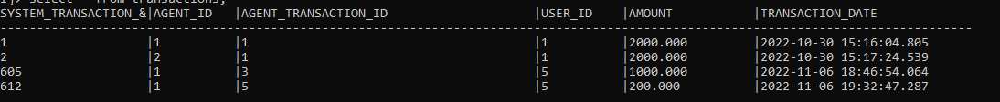 ij> select * from transactions;
SYSTEM_TRANSACTION_&|AGENT_ID |AGENT_TRANSACTION_ID |USER_ID |AMOUNT |TRANSACTION_DATE
1 |1 |1 |1 |2000.000 |2022-10-30 15:16:04.805
2 |2 |1 |1 |2000.000 |2022-10-30 15:17:24.539
605 |1 |3 |5 |1000.000 |2022-11-06 18:46:54.064
612 |1 |5 |5 |200.000 |2022-11-06 19:32:47.287